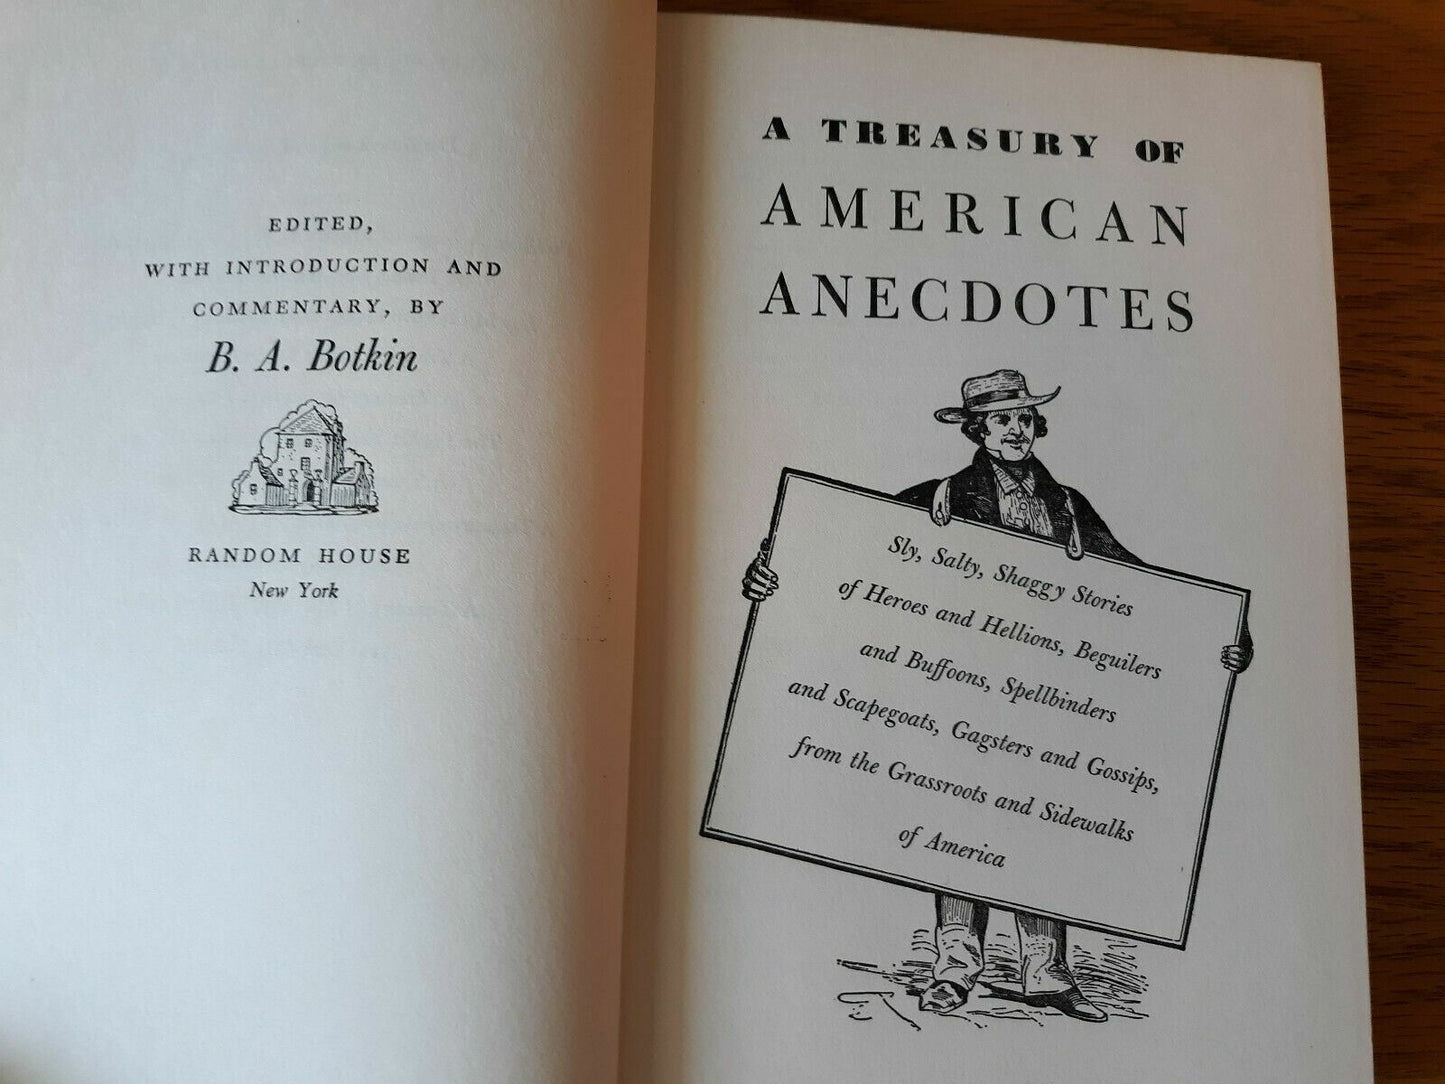 EDITED,
WITH INTRODUCTION AND
COMMENTARY, BY
B. A. Botkin
RANDOM HOUSE
New York
A TREASURY OF
AMERICAN
ANECDOTES
Sly, Salty, Shaggy Stories
of Heroes and Hellions, Beguilers
and Buffoons, Spellbinders
and Scapegoats, Gagsters and Gossips,
from the Grassroots and Sidewalks
of America